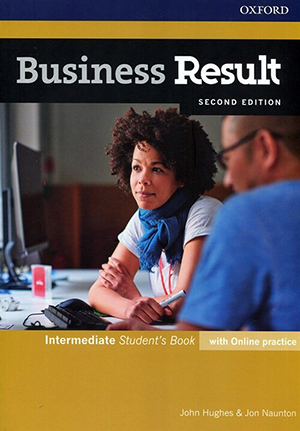 OXFORD
Business Result
SECOND EDITION
Intermediate Student's Book
with Online practice
John Hughes & Jon Naunton